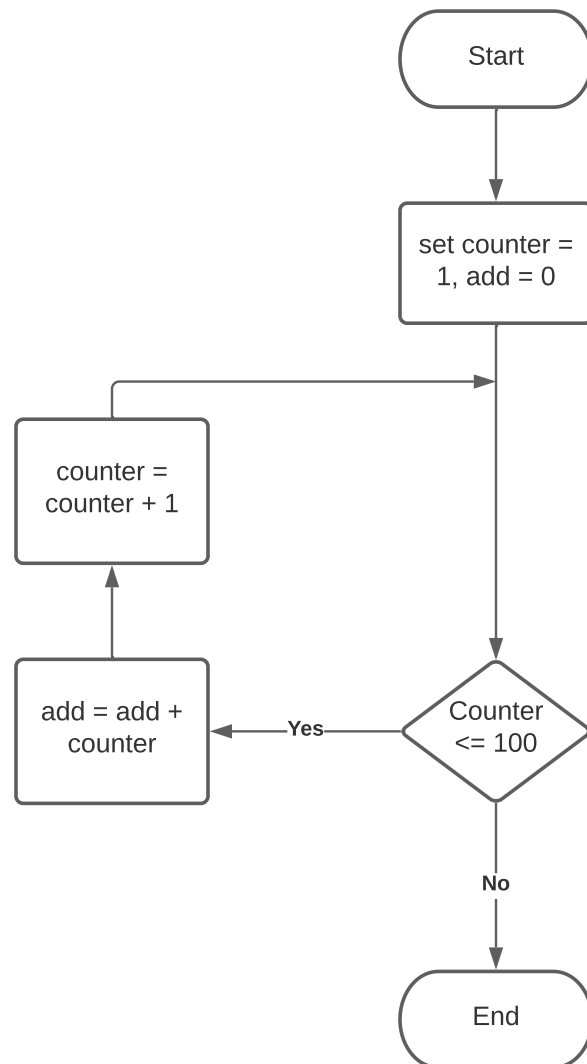 Start
set counter =
1, add = 0
counter =
counter + 1
add = add +
counter
Yes
Counter
<= 100
No
End